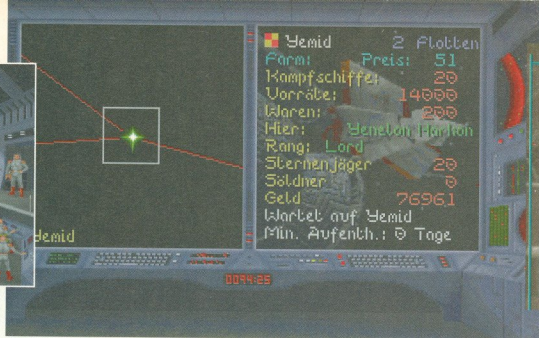 Yemid 2 Flotten
Farm: Preis: 51
Kampfschiffe: 20
Vorräte: 14000
Waren: 200
Hier: Yeneton Markoh
Rang: Lord
Sternenjäger 20
Söldner 0
Geld 76961
Wartet auf Yemid
Min. Aufenth.: 0 Tage
Yemid
0094:25